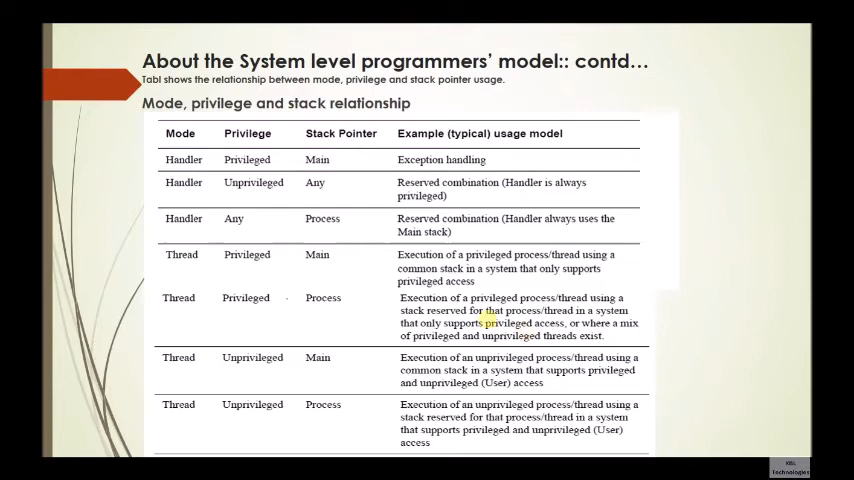 About the System level programmers' model:: contd...
Tabl shows the relationship between mode, privilege and stack pointer usage.
Mode, privilege and stack relationship
Mode Privilege Stack Pointer Example (typical) usage model
Handler Privileged Main Exception handling
Handler Unprivileged Any Reserved combination (Handler is always
privileged)
Handler Any Process Reserved combination (Handler always uses the
Main stack)
Thread Privileged Main Execution of a privileged process/thread using a
common stack in a system that only supports
privileged access
Thread Privileged Process Execution of a privileged process/thread using a
stack reserved for that process/thread in a system
that only supports privileged access, or where a mix
of privileged and unprivileged threads exist.
Thread Unprivileged Main Execution of an unprivileged process/thread using a
common stack in a system that supports privileged
and unprivileged (User) access
Thread Unprivileged Process Execution of an unprivileged process/thread using a
stack reserved for that process/thread in a system
that supports privileged and unprivileged (User)
access
Technologies